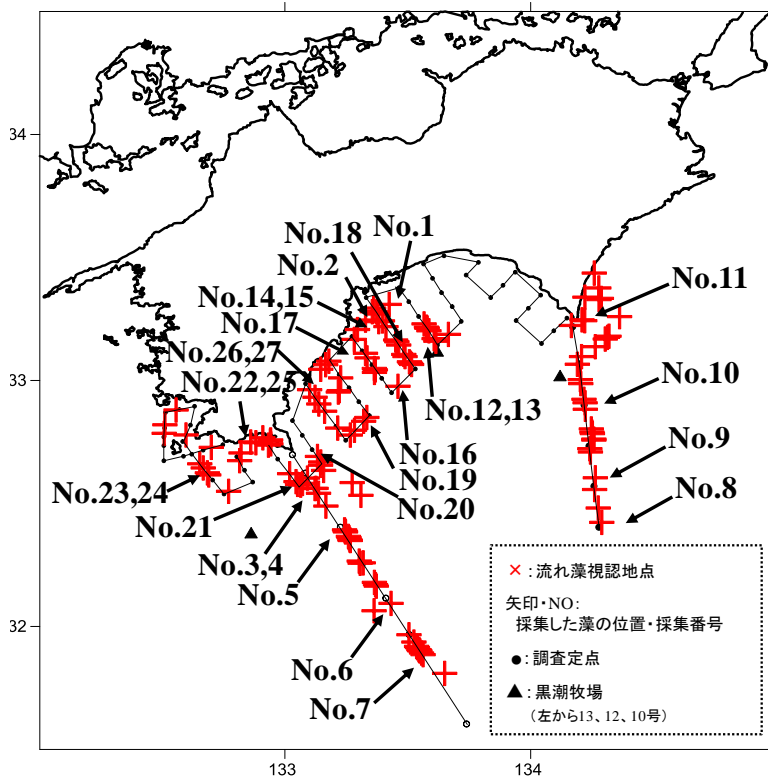 34
33
32
133
134
No.18
No.1
No.2
No.14,15
No.17
No.26,27
No.22,25
No.11
No.10
No.12,13
No.16
No.9
No.19
No.8
No.23,24
No.20
No.21
No.3,4
No.5
No.6
No.7
×:流れ藻視認地点
矢印・NO:
採集した藻の位置・採集番号
●:調査定点
▲:黒潮牧場
(左から13、12、10号)